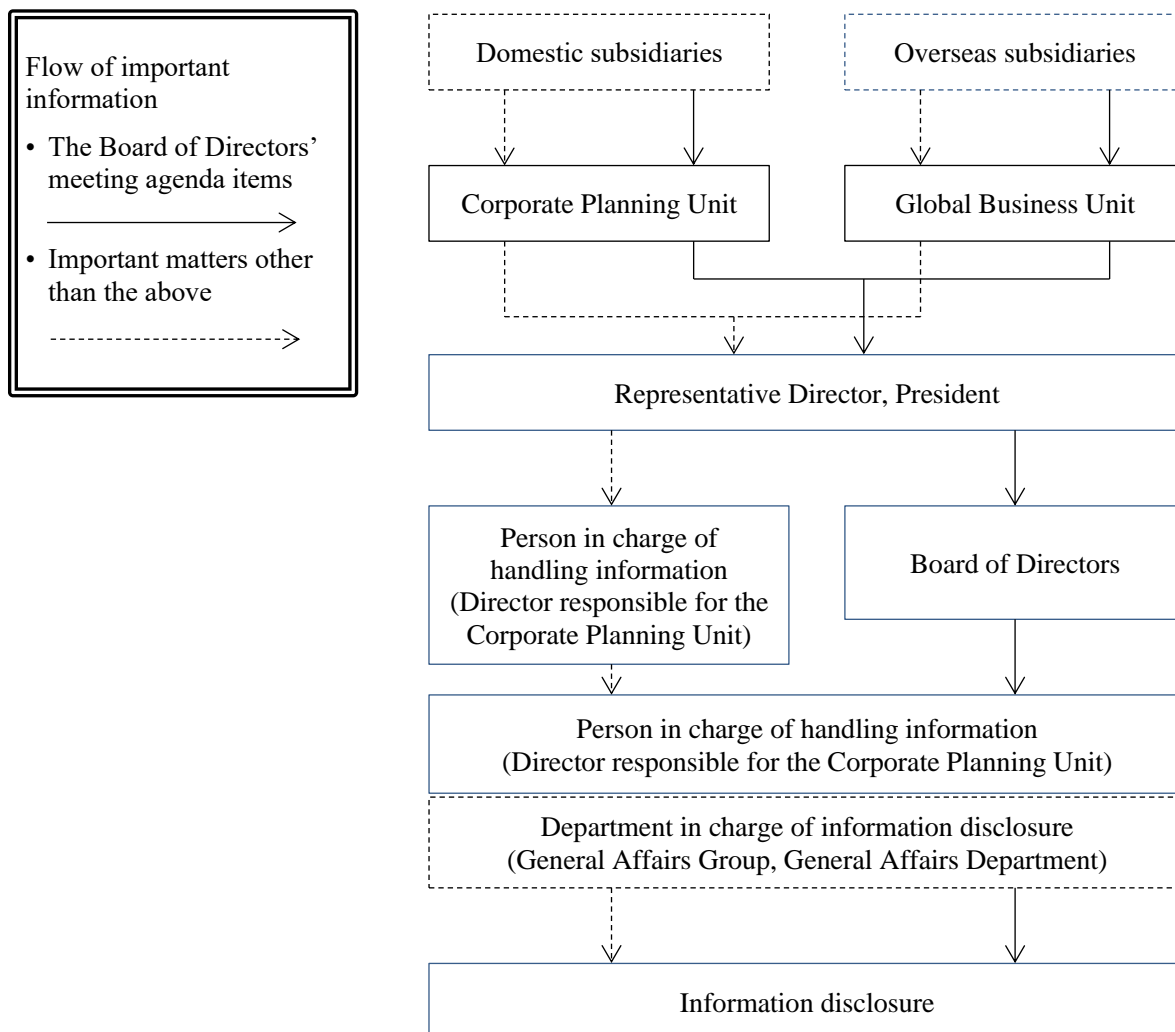 Flow of important
information
• The Board of Directors’
meeting agenda items
• Important matters other
than the above
Domestic subsidiaries
Overseas subsidiaries
Corporate Planning Unit
Global Business Unit
Representative Director, President
Person in charge of
handling information
(Director responsible for the
Corporate Planning Unit)
Board of Directors
Person in charge of handling information
(Director responsible for the Corporate Planning Unit)
Department in charge of information disclosure
(General Affairs Group, General Affairs Department)
Information disclosure